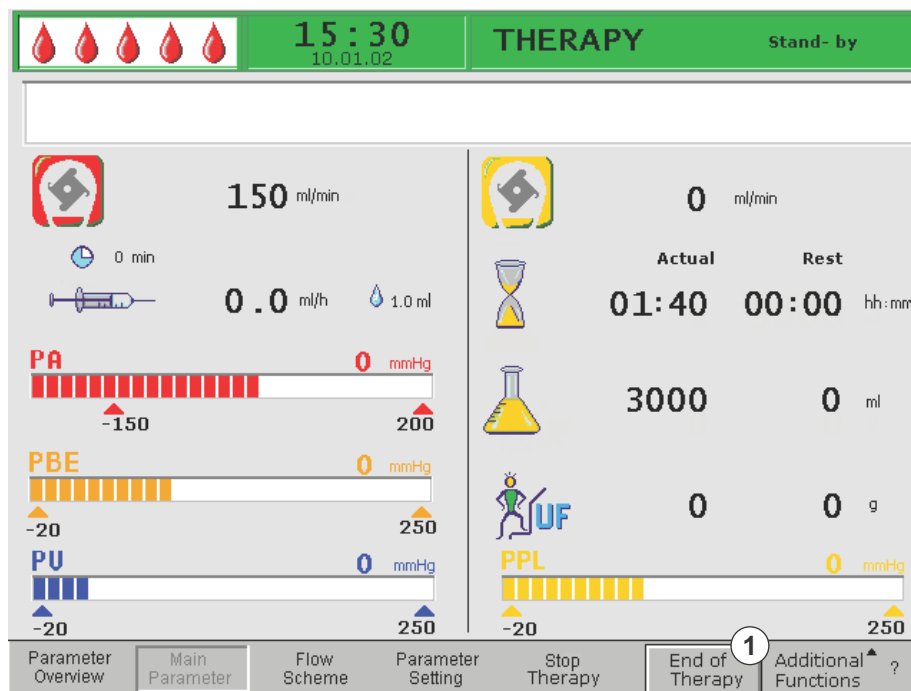 15:30
10.01.02
THERAPY
Stand- by
150 ml/min
0 min
0.0 ml/h 1.0 ml
PA 0 mmHg
-150 200
PBE 0 mmHg
-20 250
PV 0 mmHg
-20 250
0 ml/min
Actual Rest
01:40 00:00 hh:mm
3000 0 ml
UF 0 0 g
PPL 0 mmHg
-20 250
Parameter
Overview
Main
Parameter
Flow
Scheme
Parameter
Setting
Stop
Therapy
End of
Therapy
1
Additional
Functions
?